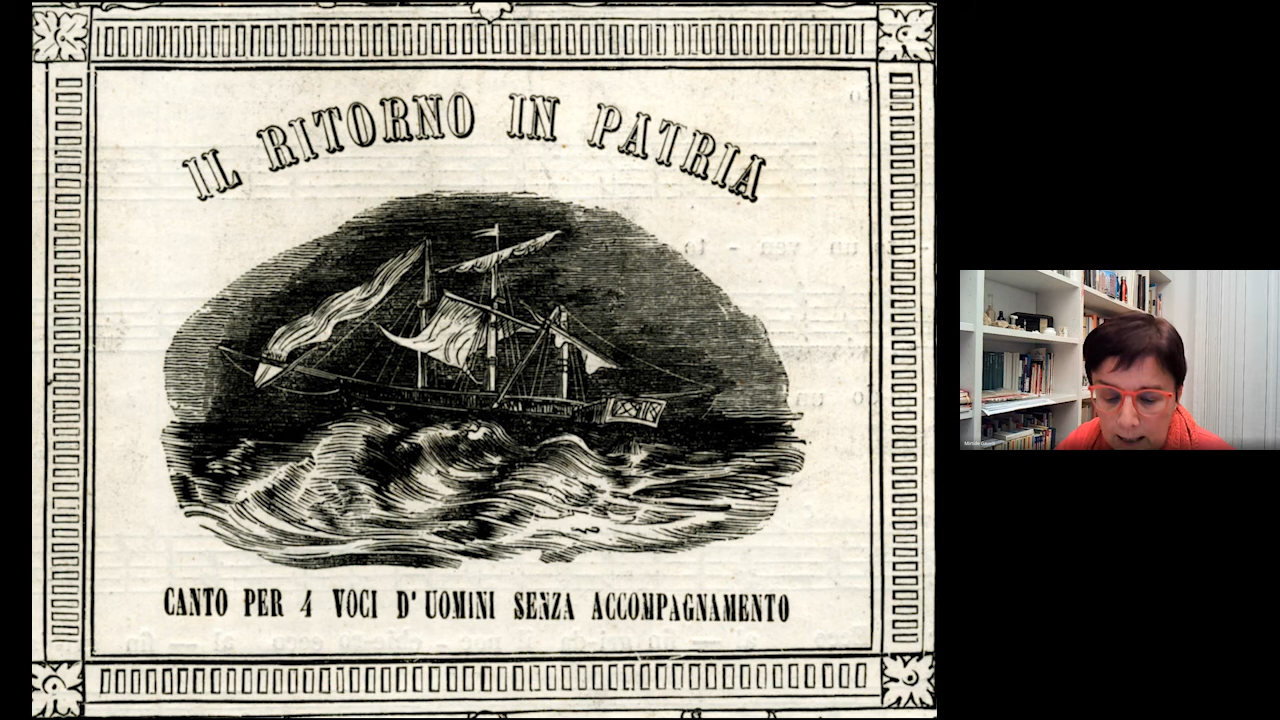 IL RITORNO IN PATRIA
CANTO PER 4 VOCI D'UOMINI SENZA ACCOMPAGNAMENTO